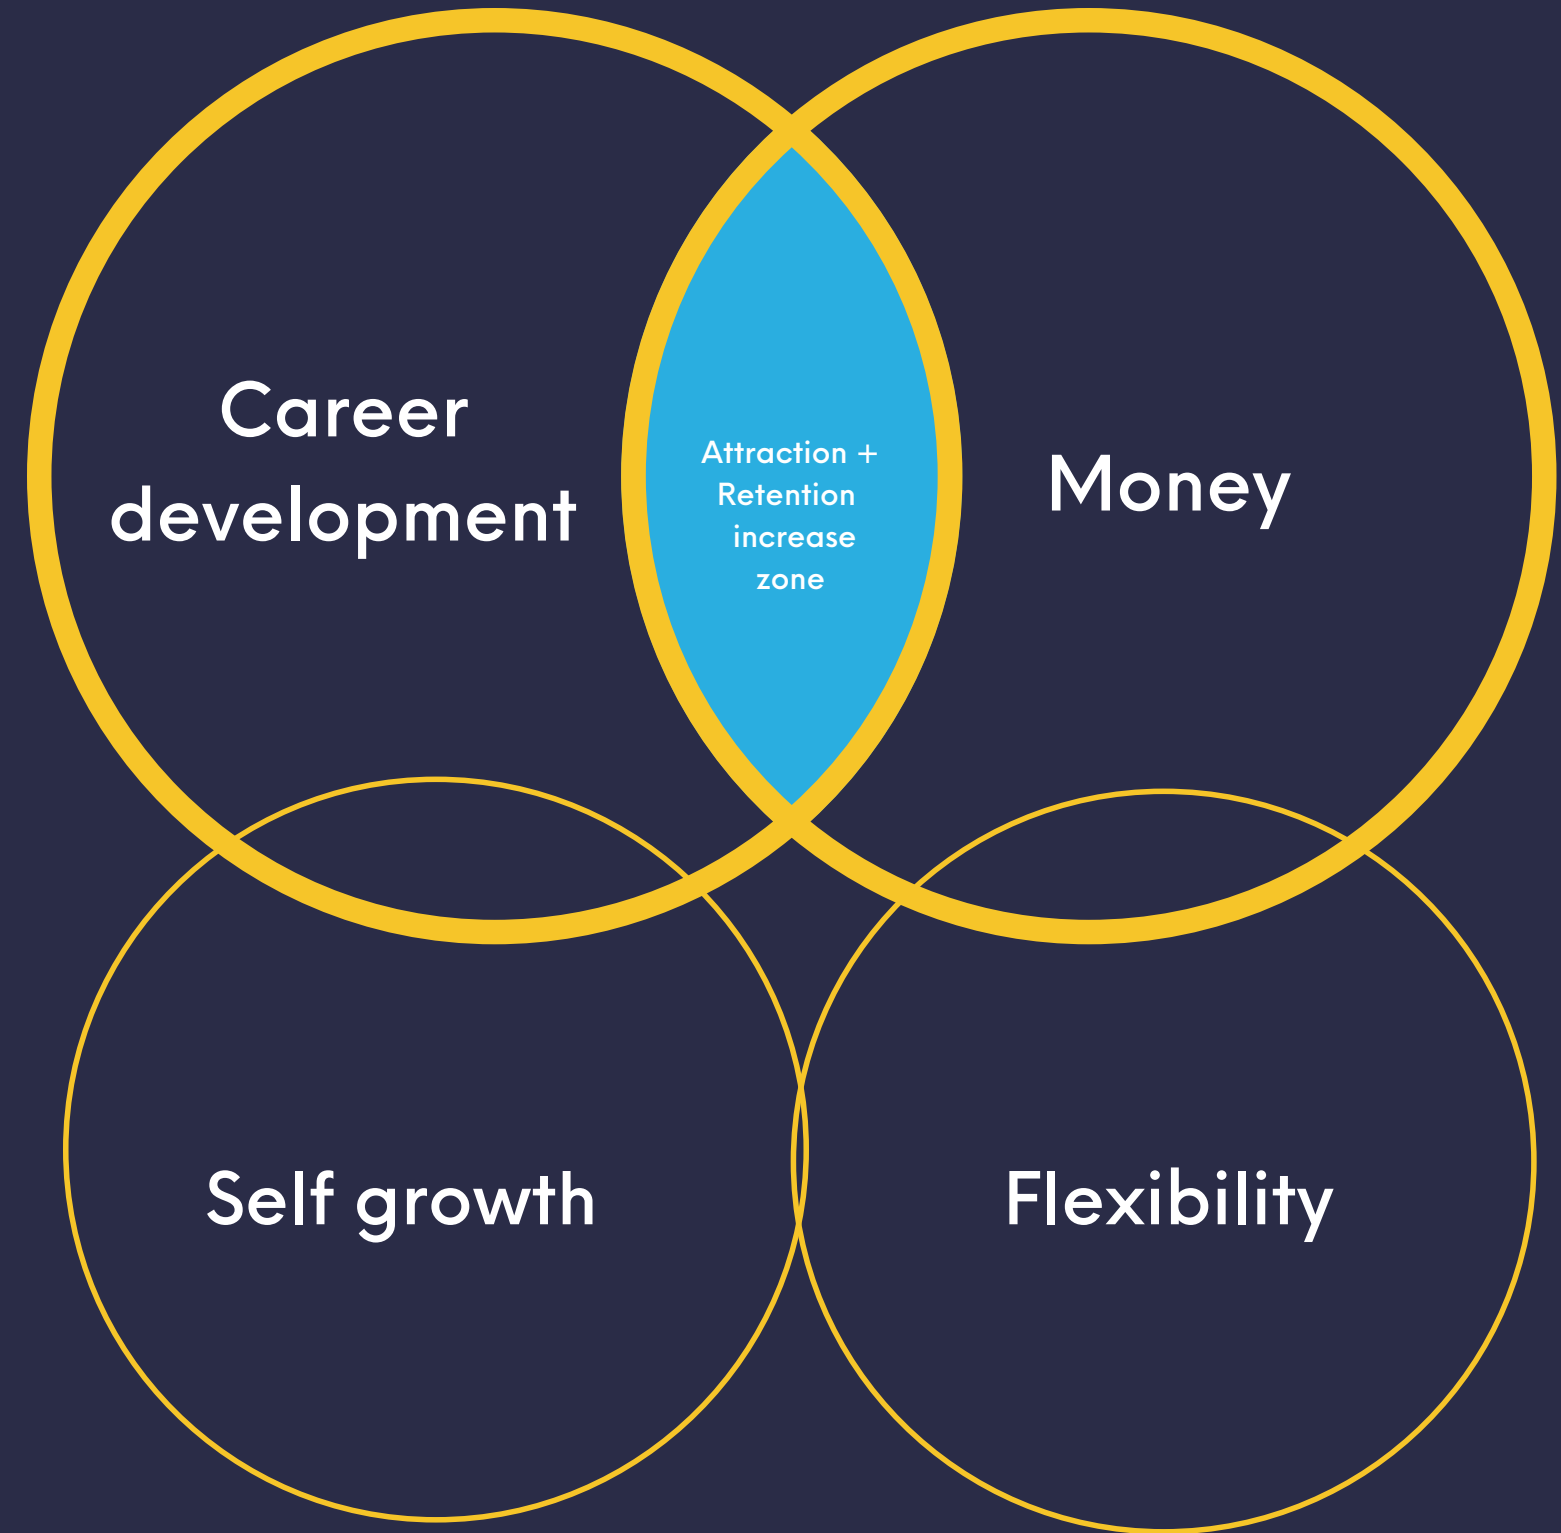 Career
development
Attraction +
Retention
increase
zone
Money
Self growth
Flexibility